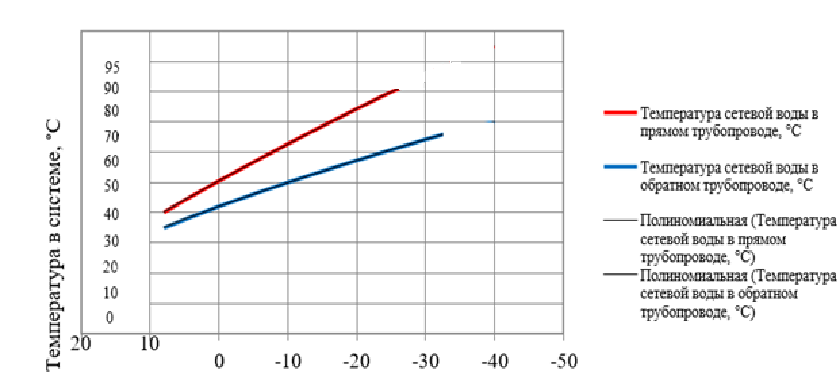 Температура в системе, °C
95
90
80
70
60
50
40
30
20
10
0
20
10
0
-10
-20
-30
-40
-50
Температура сетевой воды в
прямом трубопроводе, °C
Температура сетевой воды в
обратном трубопроводе, °C
Полиномиальная (Температура
сетевой воды в прямом
трубопроводе, °C)
Полиномиальная (Температура
сетевой воды в обратном
трубопроводе, °C)